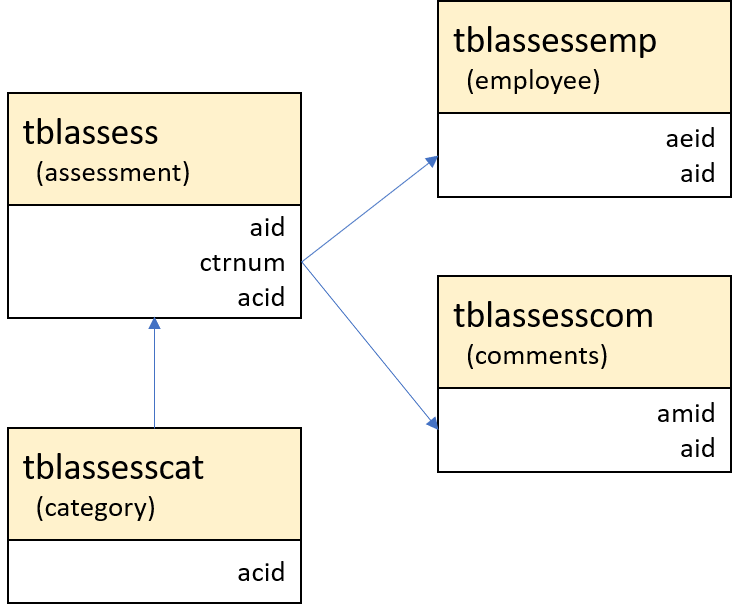 tblassess
(assessment)
aid
ctrnum
acid
tblassesscat
(category)
acid
tblassessemp
(employee)
aeid
aid
tblassesscom
(comments)
amid
aid